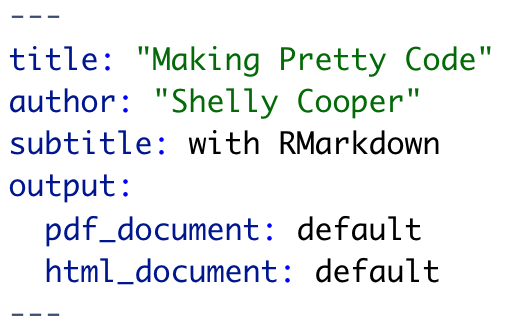 ---
title: "Making Pretty Code"
author: "Shelly Cooper"
subtitle: with RMarkdown
output:
  pdf_document: default
  html_document: default
---